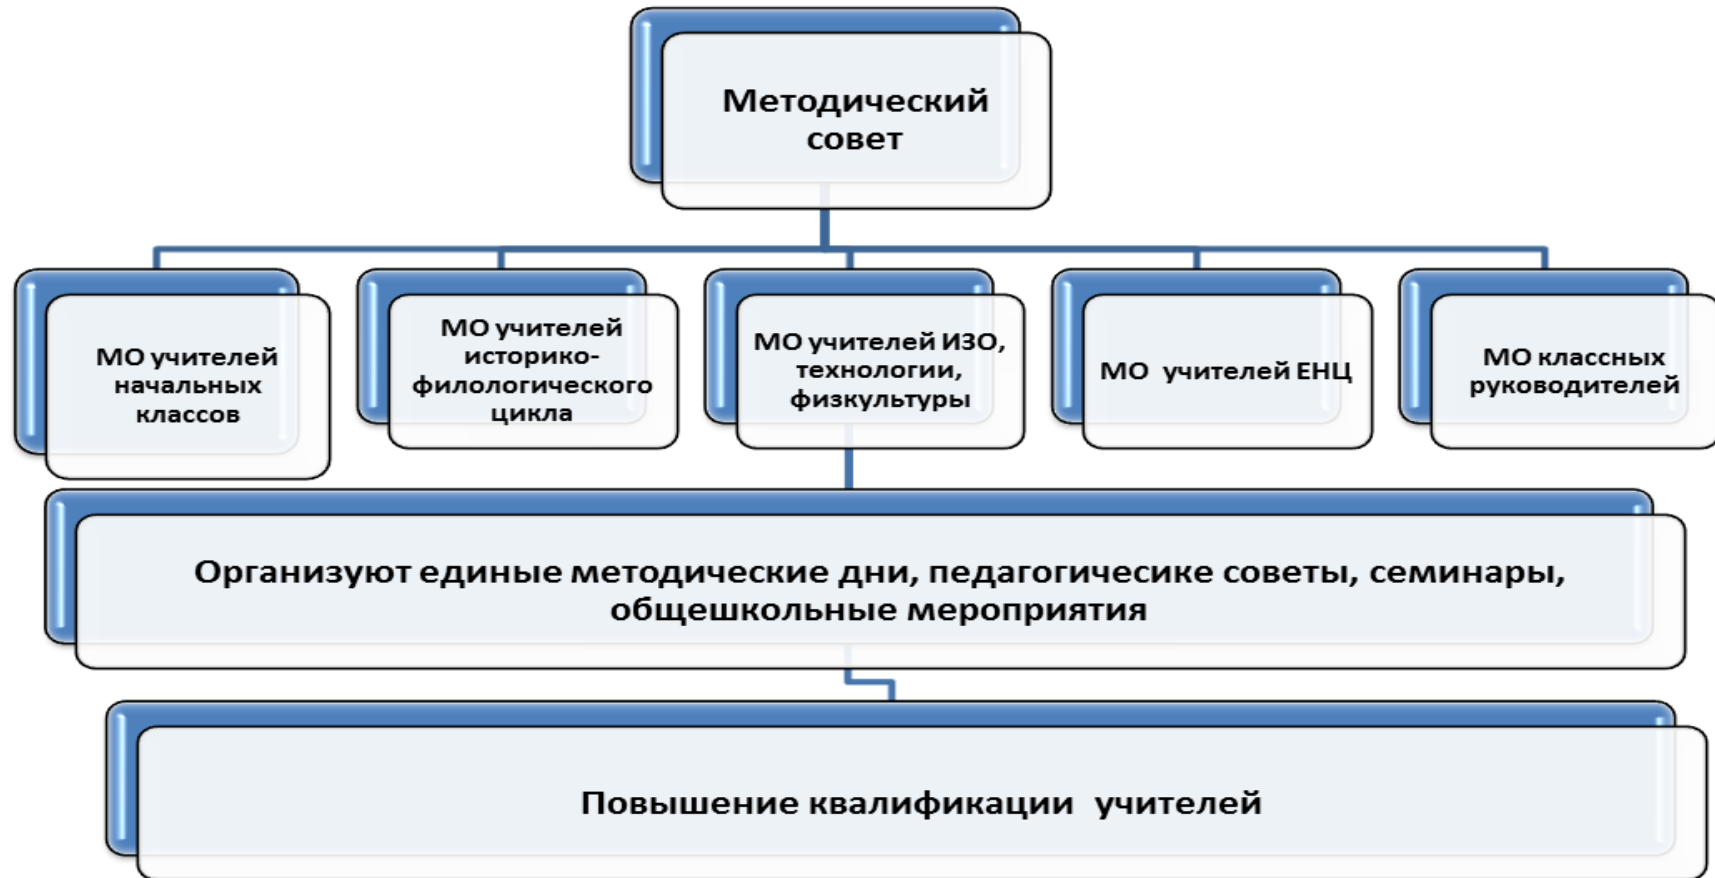 Методический
совет
МО учителей
начальных
классов
МО учителей
историко-
филологического
цикла
МО учителей ИЗО,
технологии,
физкультуры
МО  учителей ЕНЦ
МО классных
руководителей
Организуют единые методические дни, педагогичесике советы, семинары,
общешкольные мероприятия
Повышение квалификации  учителей